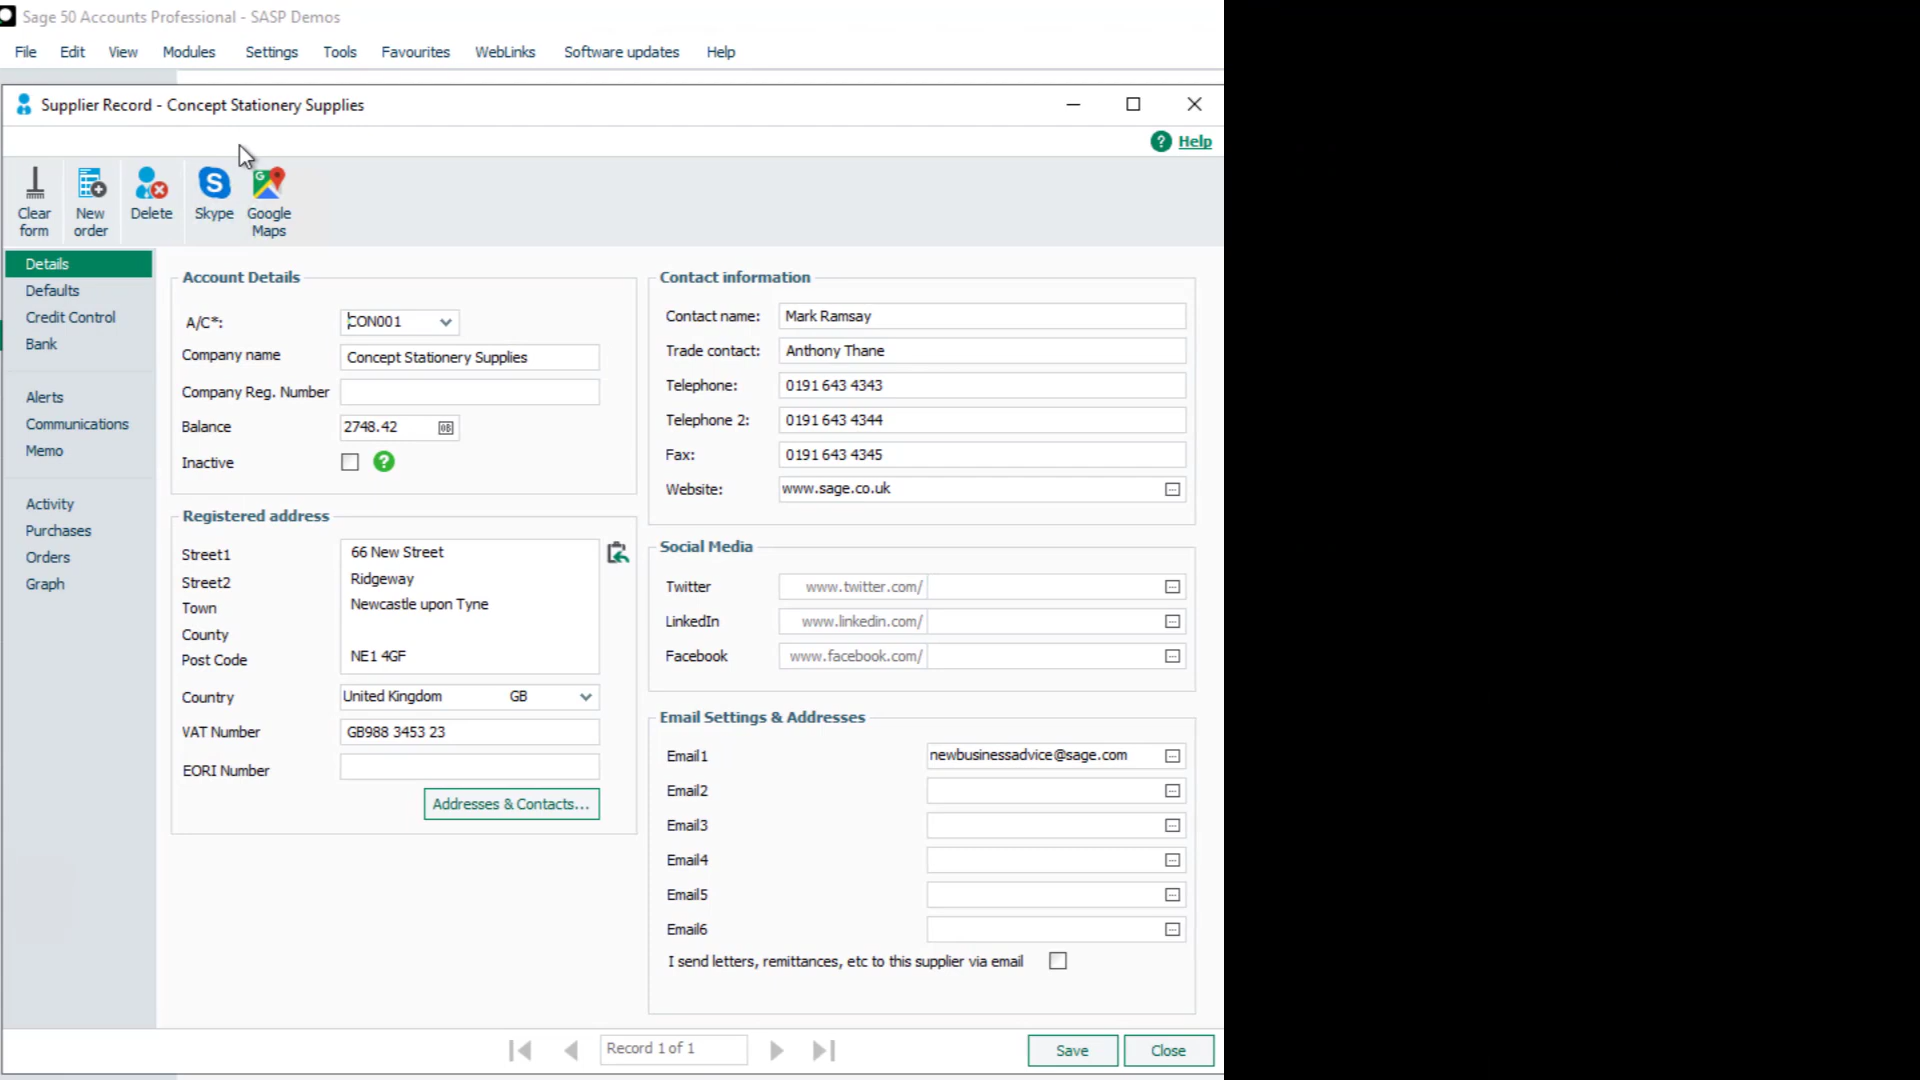 Sage 50 Accounts Professional - SASP Demos
File Edit View Modules Settings Tools Favourites WebLinks Software updates Help
Supplier Record - Concept Stationery Supplies
? Help
Clear form
New order
Delete
Skype
Google Maps
Details
Defaults
Credit Control
Bank
Alerts
Communications
Memo
Activity
Purchases
Orders
Graph
Account Details
A/C*: CON001
Company name Concept Stationery Supplies
Company Reg. Number
Balance 2748.42
Inactive ?
Registered address
Street1 66 New Street
Street2 Ridgeway
Town Newcastle upon Tyne
County
Post Code NE1 4GF
Country United Kingdom GB
VAT Number GB988 3453 23
EORI Number
Addresses & Contacts...
Contact information
Contact name: Mark Ramsay
Trade contact: Anthony Thane
Telephone: 0191 643 4343
Telephone 2: 0191 643 4344
Fax: 0191 643 4345
Website: www.sage.co.uk
Social Media
Twitter www.twitter.com/
LinkedIn www.linkedin.com/
Facebook www.facebook.com/
Email Settings & Addresses
Email1 newbusinessadvice@sage.com
Email2
Email3
Email4
Email5
Email6
I send letters, remittances, etc to this supplier via email
Record 1 of 1
Save
Close